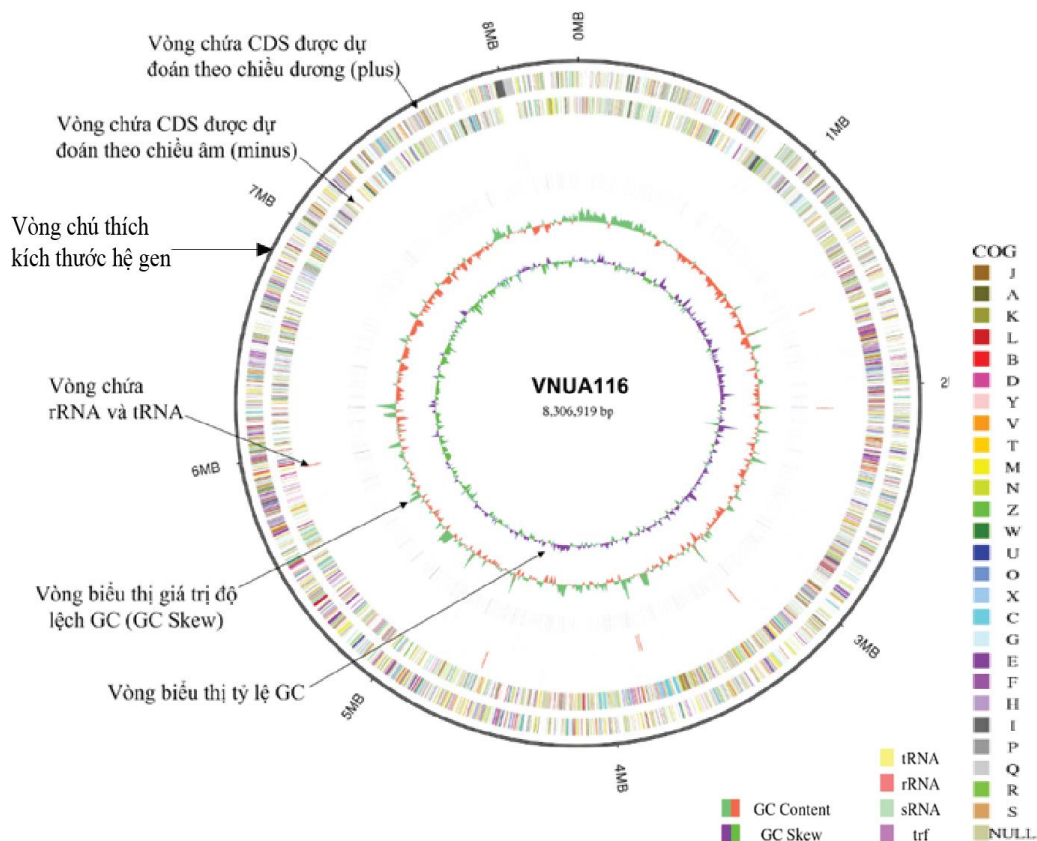 Vòng chứa CDS được dự
đoán theo chiều dương (plus)
Vòng chứa CDS được dự
đoán theo chiều âm (minus)
Vòng chú thích
kích thước hệ gen
Vòng chứa
rRNA và tRNA
Vòng biểu thị giá trị độ
lệch GC (GC Skew)
Vòng biểu thị tỷ lệ GC
0MB
1MB
3MB
4MB
5MB
6MB
7MB
8MB
VNUA116
8,306,919 bp
GC Content
GC Skew
tRNA
rRNA
sRNA
trf
COG
J
A
K
L
B
D
Y
V
T
M
N
Z
W
U
O
X
C
G
E
F
H
I
P
Q
R
S
NULL